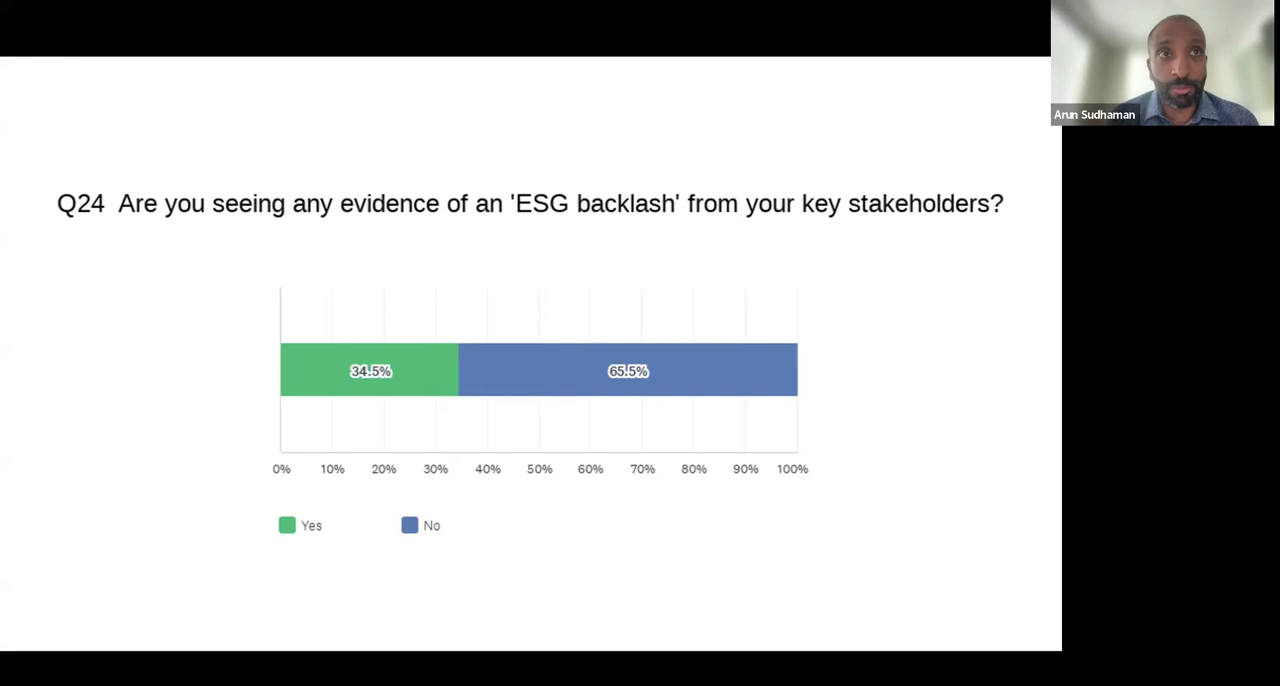 Arun Sudhaman
Q24 Are you seeing any evidence of an 'ESG backlash' from your key stakeholders?
34.5% 65.5%
0% 10% 20% 30% 40% 50% 60% 70% 80% 90% 100%
Yes No